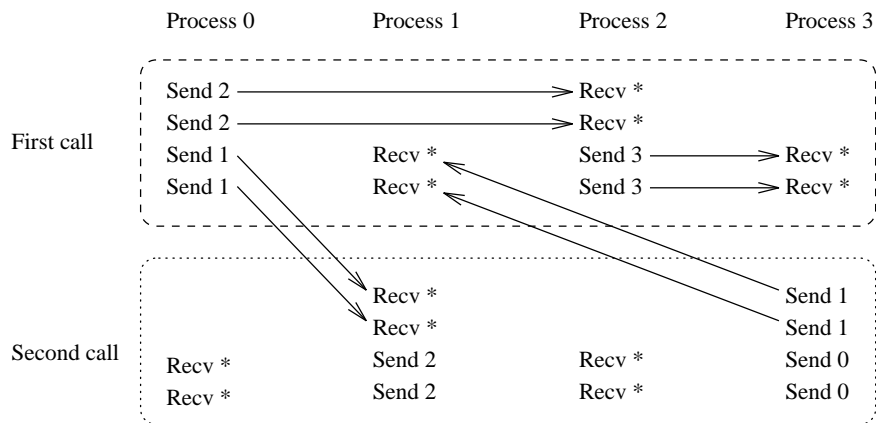 Process 0 Process 1 Process 2 Process 3
Send 2 Recv *
Send 2 Recv *
First call
Send 1 Recv * Send 3 Recv *
Send 1 Recv * Send 3 Recv *
Recv * Send 1
Recv * Send 1
Second call
Recv * Send 2 Recv * Send 0
Recv * Send 2 Recv * Send 0